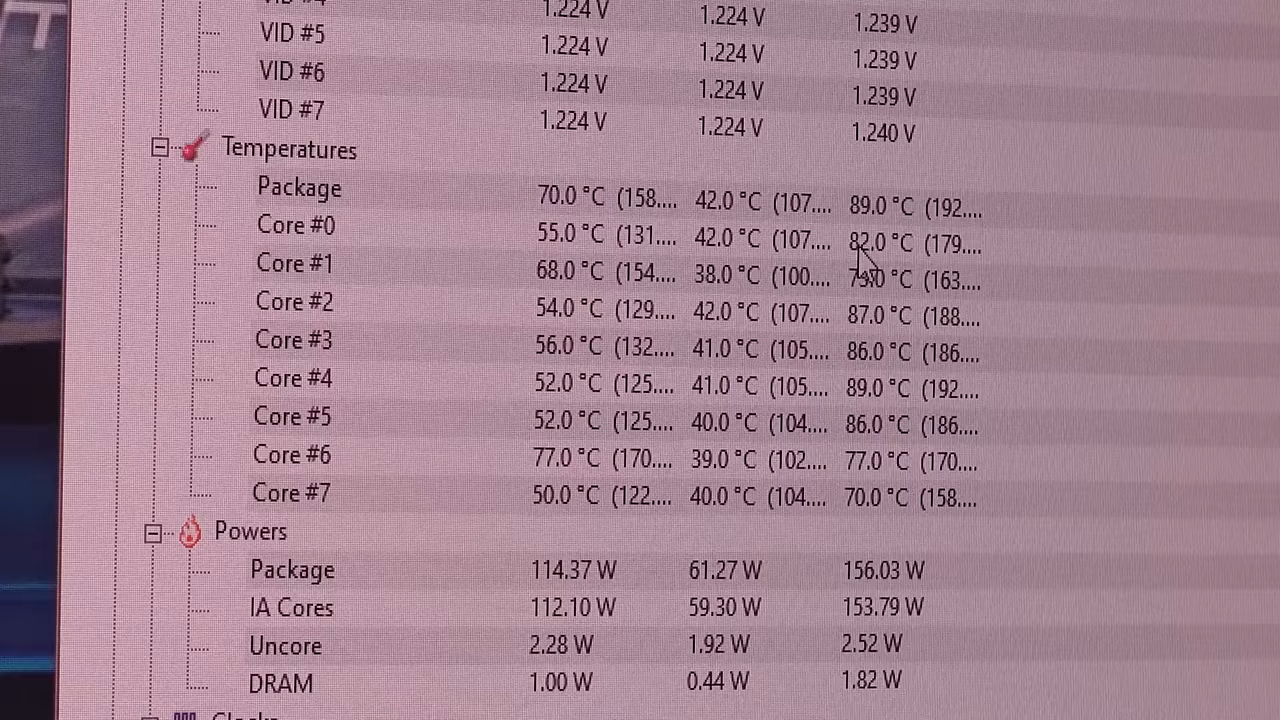 1.224 V 1.224 V 1.239 V
VID #5 1.224 V 1.224 V 1.239 V
VID #6 1.224 V 1.224 V 1.239 V
VID #7 1.224 V 1.224 V 1.240 V
Temperatures
Package 70.0 °C (158.... 42.0 °C (107.... 89.0 °C (192....
Core #0 55.0 °C (131.... 42.0 °C (107.... 82.0 °C (179....
Core #1 68.0 °C (154.... 38.0 °C (100.... (163....
Core #2 54.0 °C (129.... 42.0 °C (107.... 87.0 °C (188....
Core #3 56.0 °C (132.... 41.0 °C (105.... 86.0 °C (186....
Core #4 52.0 °C (125.... 41.0 °C (105.... 89.0 °C (192....
Core #5 52.0 °C (125.... 40.0 °C (104.... 86.0 °C (186....
Core #6 77.0 °C (170.... 39.0 °C (102.... 77.0 °C (170....
Core #7 50.0 °C (122.... 40.0 °C (104.... 70.0 °C (158....
Powers
Package 114.37 W 61.27 W 156.03 W
IA Cores 112.10 W 59.30 W 153.79 W
Uncore 2.28 W 1.92 W 2.52 W
DRAM 1.00 W 0.44 W 1.82 W